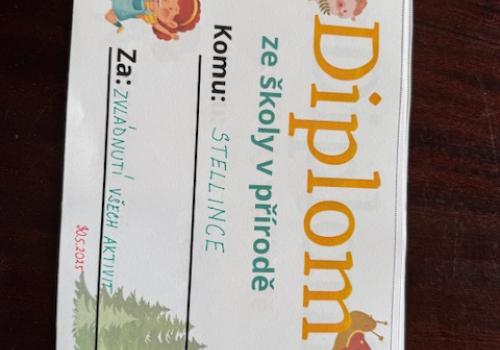 Diplom
ze školy v přírodě
Komu: STELLINCE
Za: ZVLÁDNUTÍ VŠECH AKTIVIT
30.5.2025